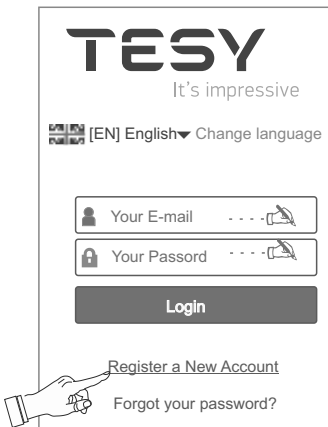 TESY
It's impressive
[EN] English Change language
Your E-mail
Your Passord
Login
Register a New Account
Forgot your password?